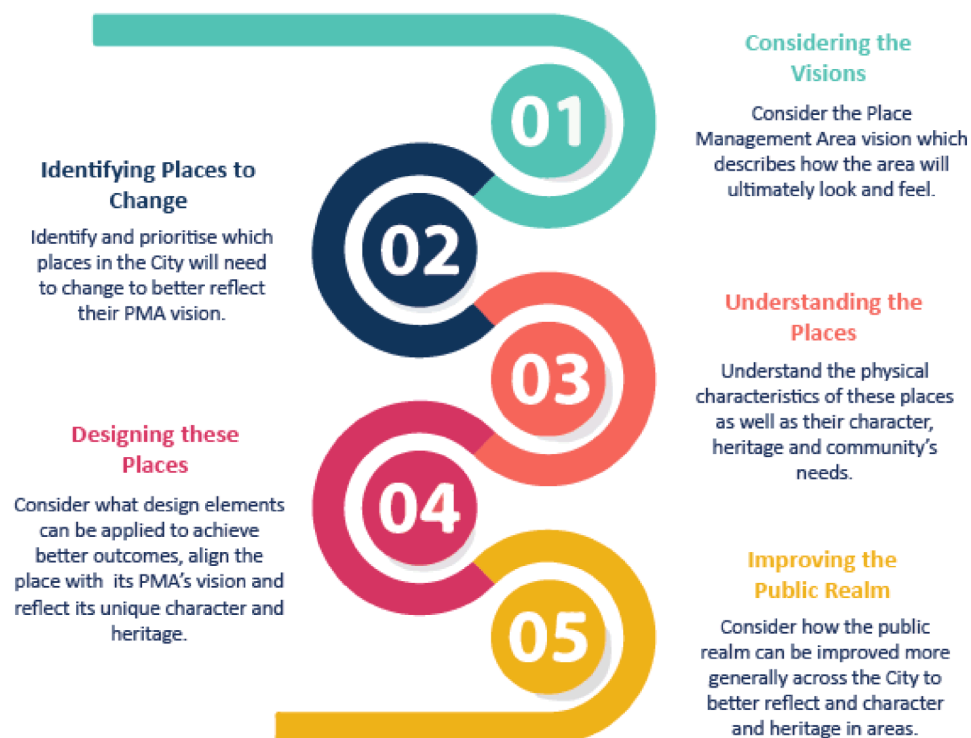 01
Considering the
Visions
Consider the Place
Management Area vision which
describes how the area will
ultimately look and feel.
02
Identifying Places to
Change
Identify and prioritise which
places in the City will need
to change to better reflect
their PMA vision.
03
Understanding the
Places
Understand the physical
characteristics of these places
as well as their character,
heritage and community’s
needs.
04
Designing these
Places
Consider what design elements
can be applied to achieve
better outcomes, align the
place with its PMA’s vision and
reflect its unique character and
heritage.
05
Improving the
Public Realm
Consider how the public
realm can be improved more
generally across the City to
better reflect and character
and heritage in areas.